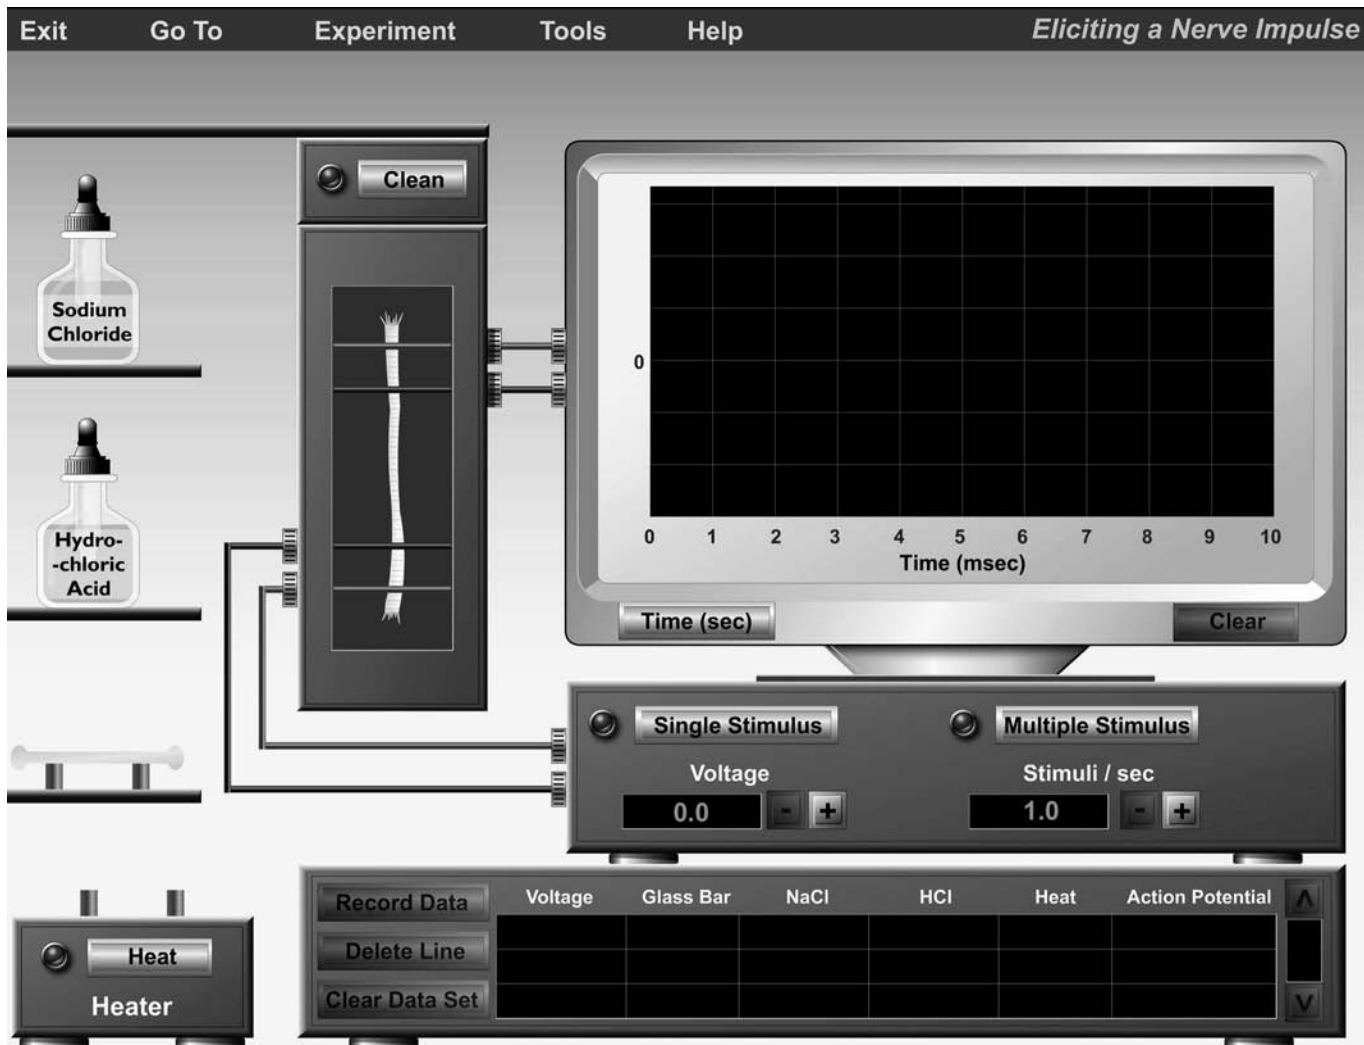 Exit Go To Experiment Tools Help Eliciting a Nerve Impulse
Clean
Sodium
Chloride
Hydro-
-chloric
Acid
0
0 1 2 3 4 5 6 7 8 9 10
Time (msec)
Time (sec) Clear
Single Stimulus Multiple Stimulus
Voltage Stimuli / sec
0.0 - + 1.0 - +
Record Data Voltage Glass Bar NaCl HCl Heat Action Potential Λ
Delete Line
Clear Data Set V
Heat
Heater